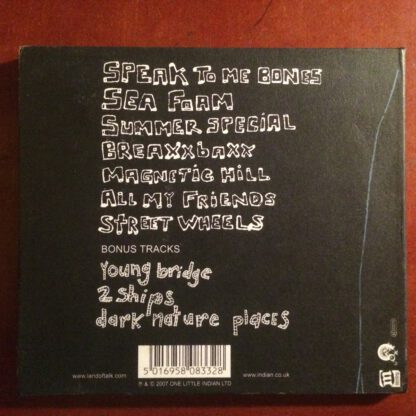 SPEAK TO ME BONES
SEA FOAM
SUMMER SPECIAL
BREAXXBAXX
MAGNETIC HILL
ALL MY FRIENDS
STREET WHEELS
BONUS TRACKS
young bridge
2 ships
dark nature places
www.landoftalk.com
5 016958 083328
www.indian.co.uk
℗ & © 2007 ONE LITTLE INDIAN LTD